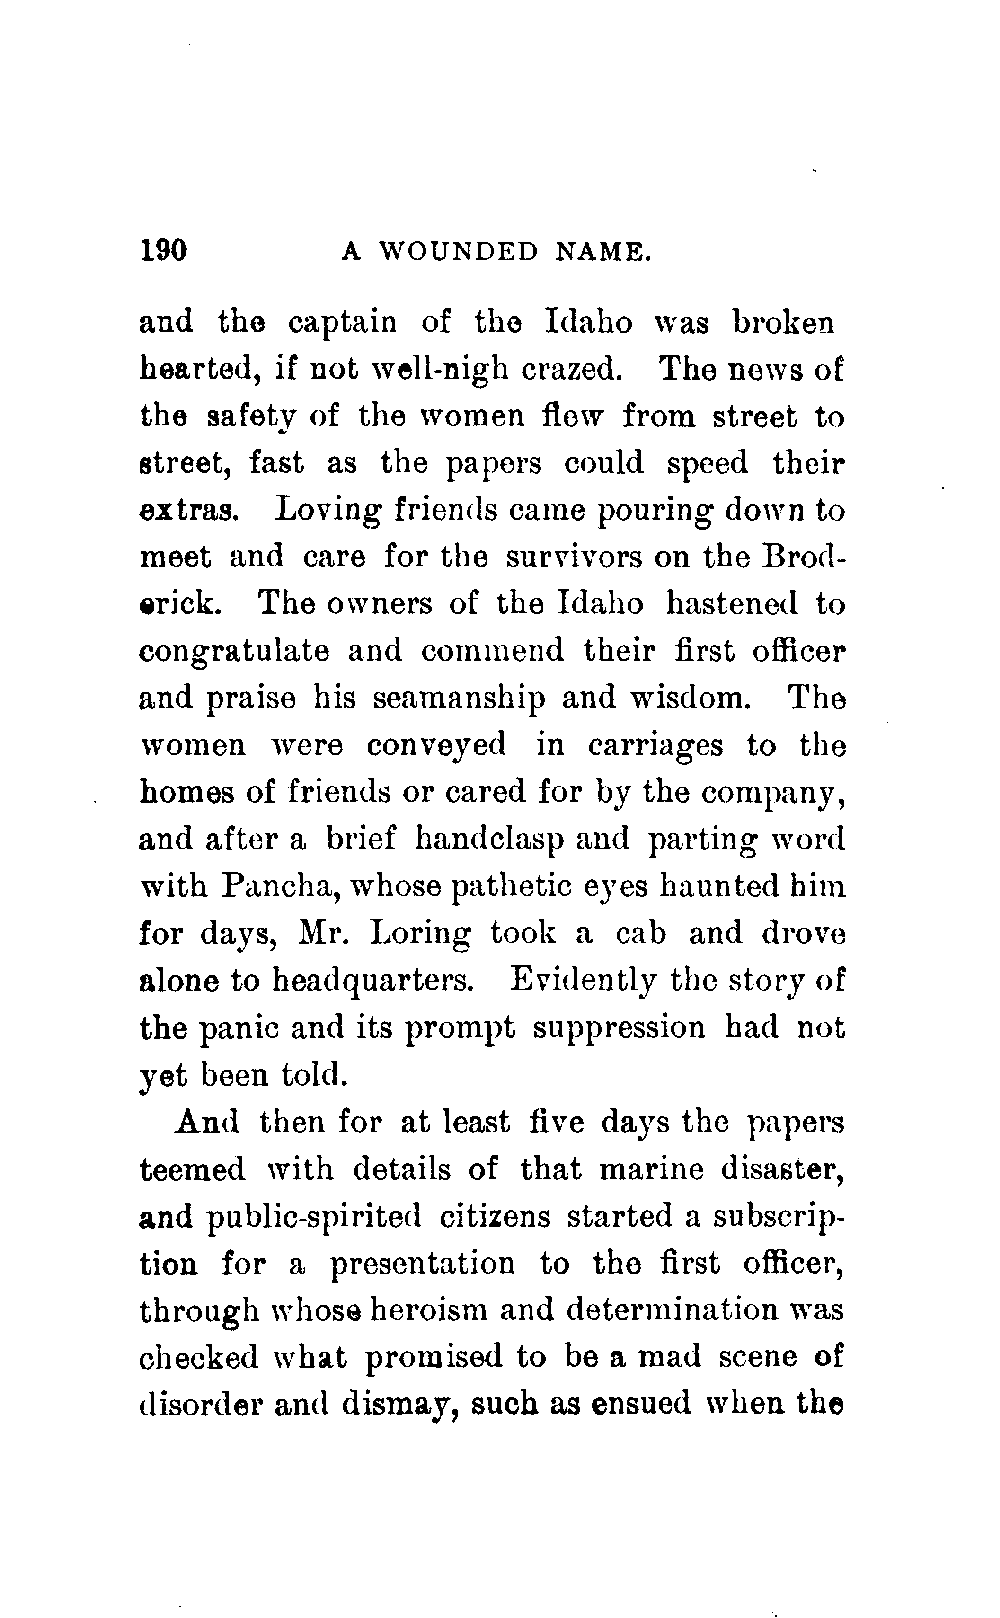 190 A WOUNDED NAME.
and the captain of the Idaho was broken
hearted, if not well-nigh crazed. The news of
the safety of the women flew from street to
street, fast as the papers could speed their
extras. Loving friends came pouring down to
meet and care for the survivors on the Brod-
erick. The owners of the Idaho hastened to
congratulate and commend their first officer
and praise his seamanship and wisdom. The
women were conveyed in carriages to the
homes of friends or cared for by the company,
and after a brief handclasp and parting word
with Pancha, whose pathetic eyes haunted him
for days, Mr. Loring took a cab and drove
alone to headquarters. Evidently the story of
the panic and its prompt suppression had not
yet been told.
And then for at least five days the papers
teemed with details of that marine disaster,
and public-spirited citizens started a subscrip-
tion for a presentation to the first officer,
through whose heroism and determination was
checked what promised to be a mad scene of
disorder and dismay, such as ensued when the